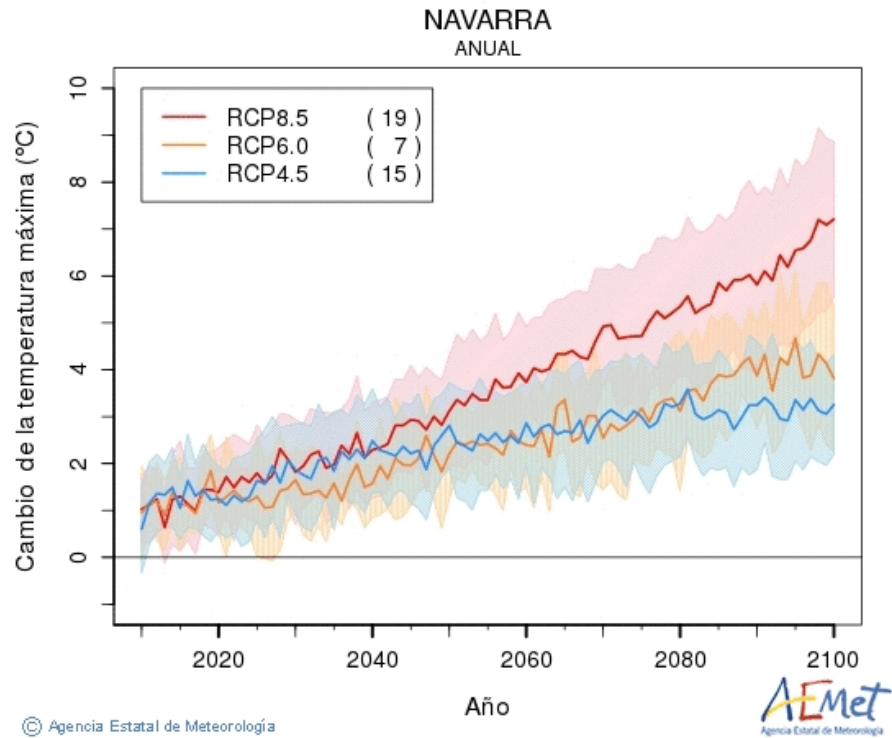 NAVARRA
ANUAL
Cambio de la temperatura máxima (ºC)
10
8
6
4
2
0
RCP8.5 ( 19 )
RCP6.0 ( 7 )
RCP4.5 ( 15 )
2020 2040 2060 2080 2100
Año
© Agencia Estatal de Meteorología
AEMet
Agencia Estatal de Meteorología